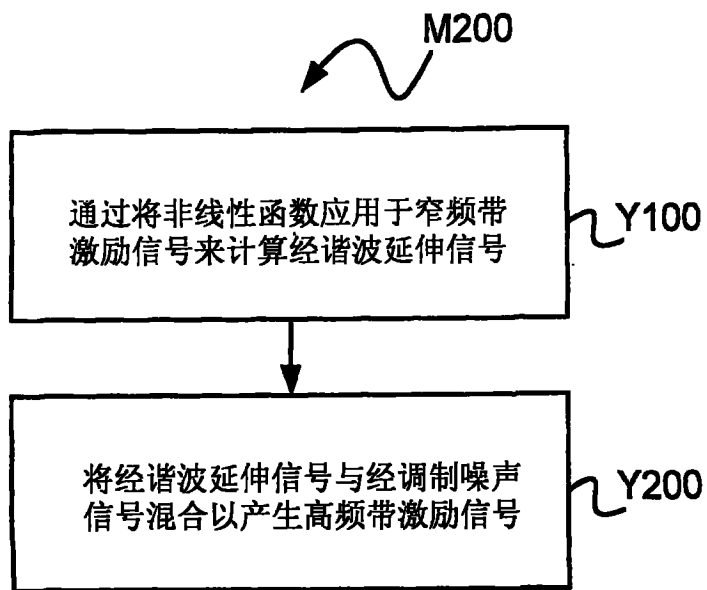 M200
通过将非线性函数应用于窄频带
激励信号来计算经谐波延伸信号
Y100
将经谐波延伸信号与经调制噪声
信号混合以产生高频带激励信号
Y200